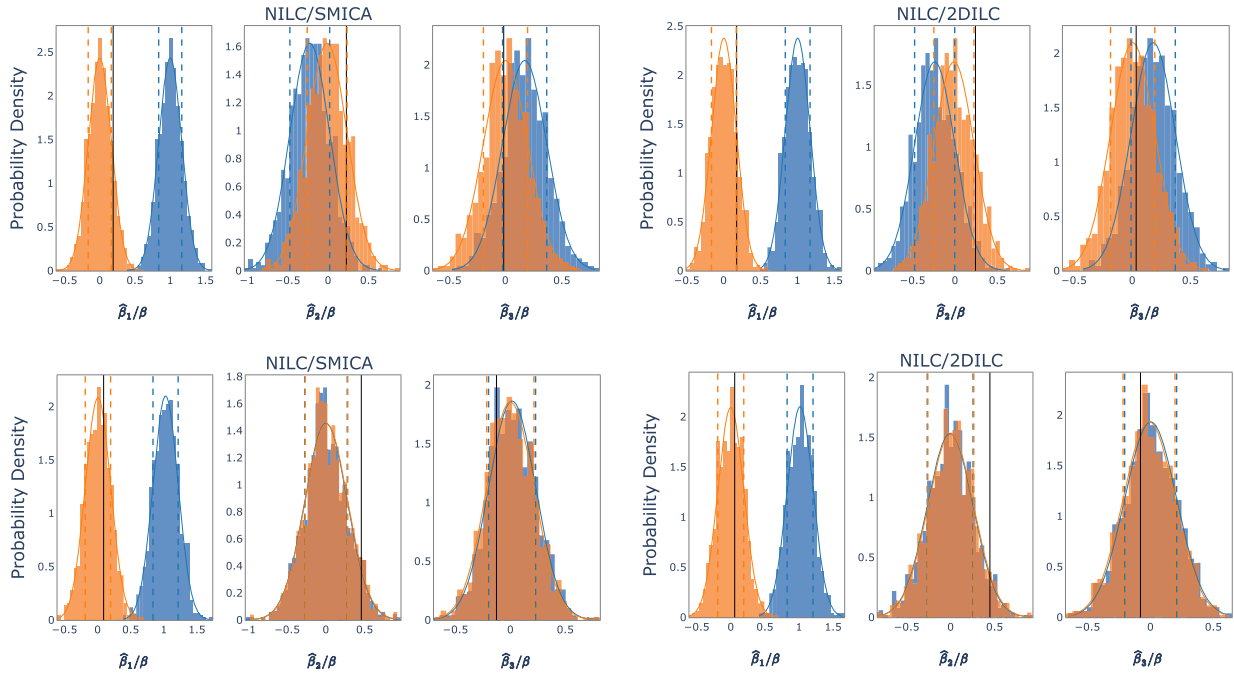 NILC/SMICA
NILC/2DILC
Probability Density
2.5
2
1.5
1
0.5
0
−0.5 0 0.5 1 1.5
β̂₁/β
1.6
1.4
1.2
1
0.8
0.6
0.4
0.2
0
−1 −0.5 0 0.5
β̂₂/β
2
1.5
1
0.5
0
−0.5 0 0.5
β̂₃/β
Probability Density
2.5
2
1.5
1
0.5
0
−0.5 0 0.5 1 1.5
β̂₁/β
1.5
1
0.5
0
−0.5 0 0.5
β̂₂/β
2
1.5
1
0.5
0
−0.5 0 0.5
β̂₃/β
NILC/SMICA
NILC/2DILC
Probability Density
2
1.5
1
0.5
0
−0.5 0 0.5 1 1.5
β̂₁/β
1.8
1.6
1.4
1.2
1
0.8
0.6
0.4
0.2
0
−1 −0.5 0 0.5
β̂₂/β
2
1.5
1
0.5
0
−0.5 0 0.5
β̂₃/β
Probability Density
2
1.5
1
0.5
0
−0.5 0 0.5 1 1.5
β̂₁/β
2
1.5
1
0.5
0
−0.5 0 0.5
β̂₂/β
2
1.5
1
0.5
0
−0.5 0 0.5
β̂₃/β